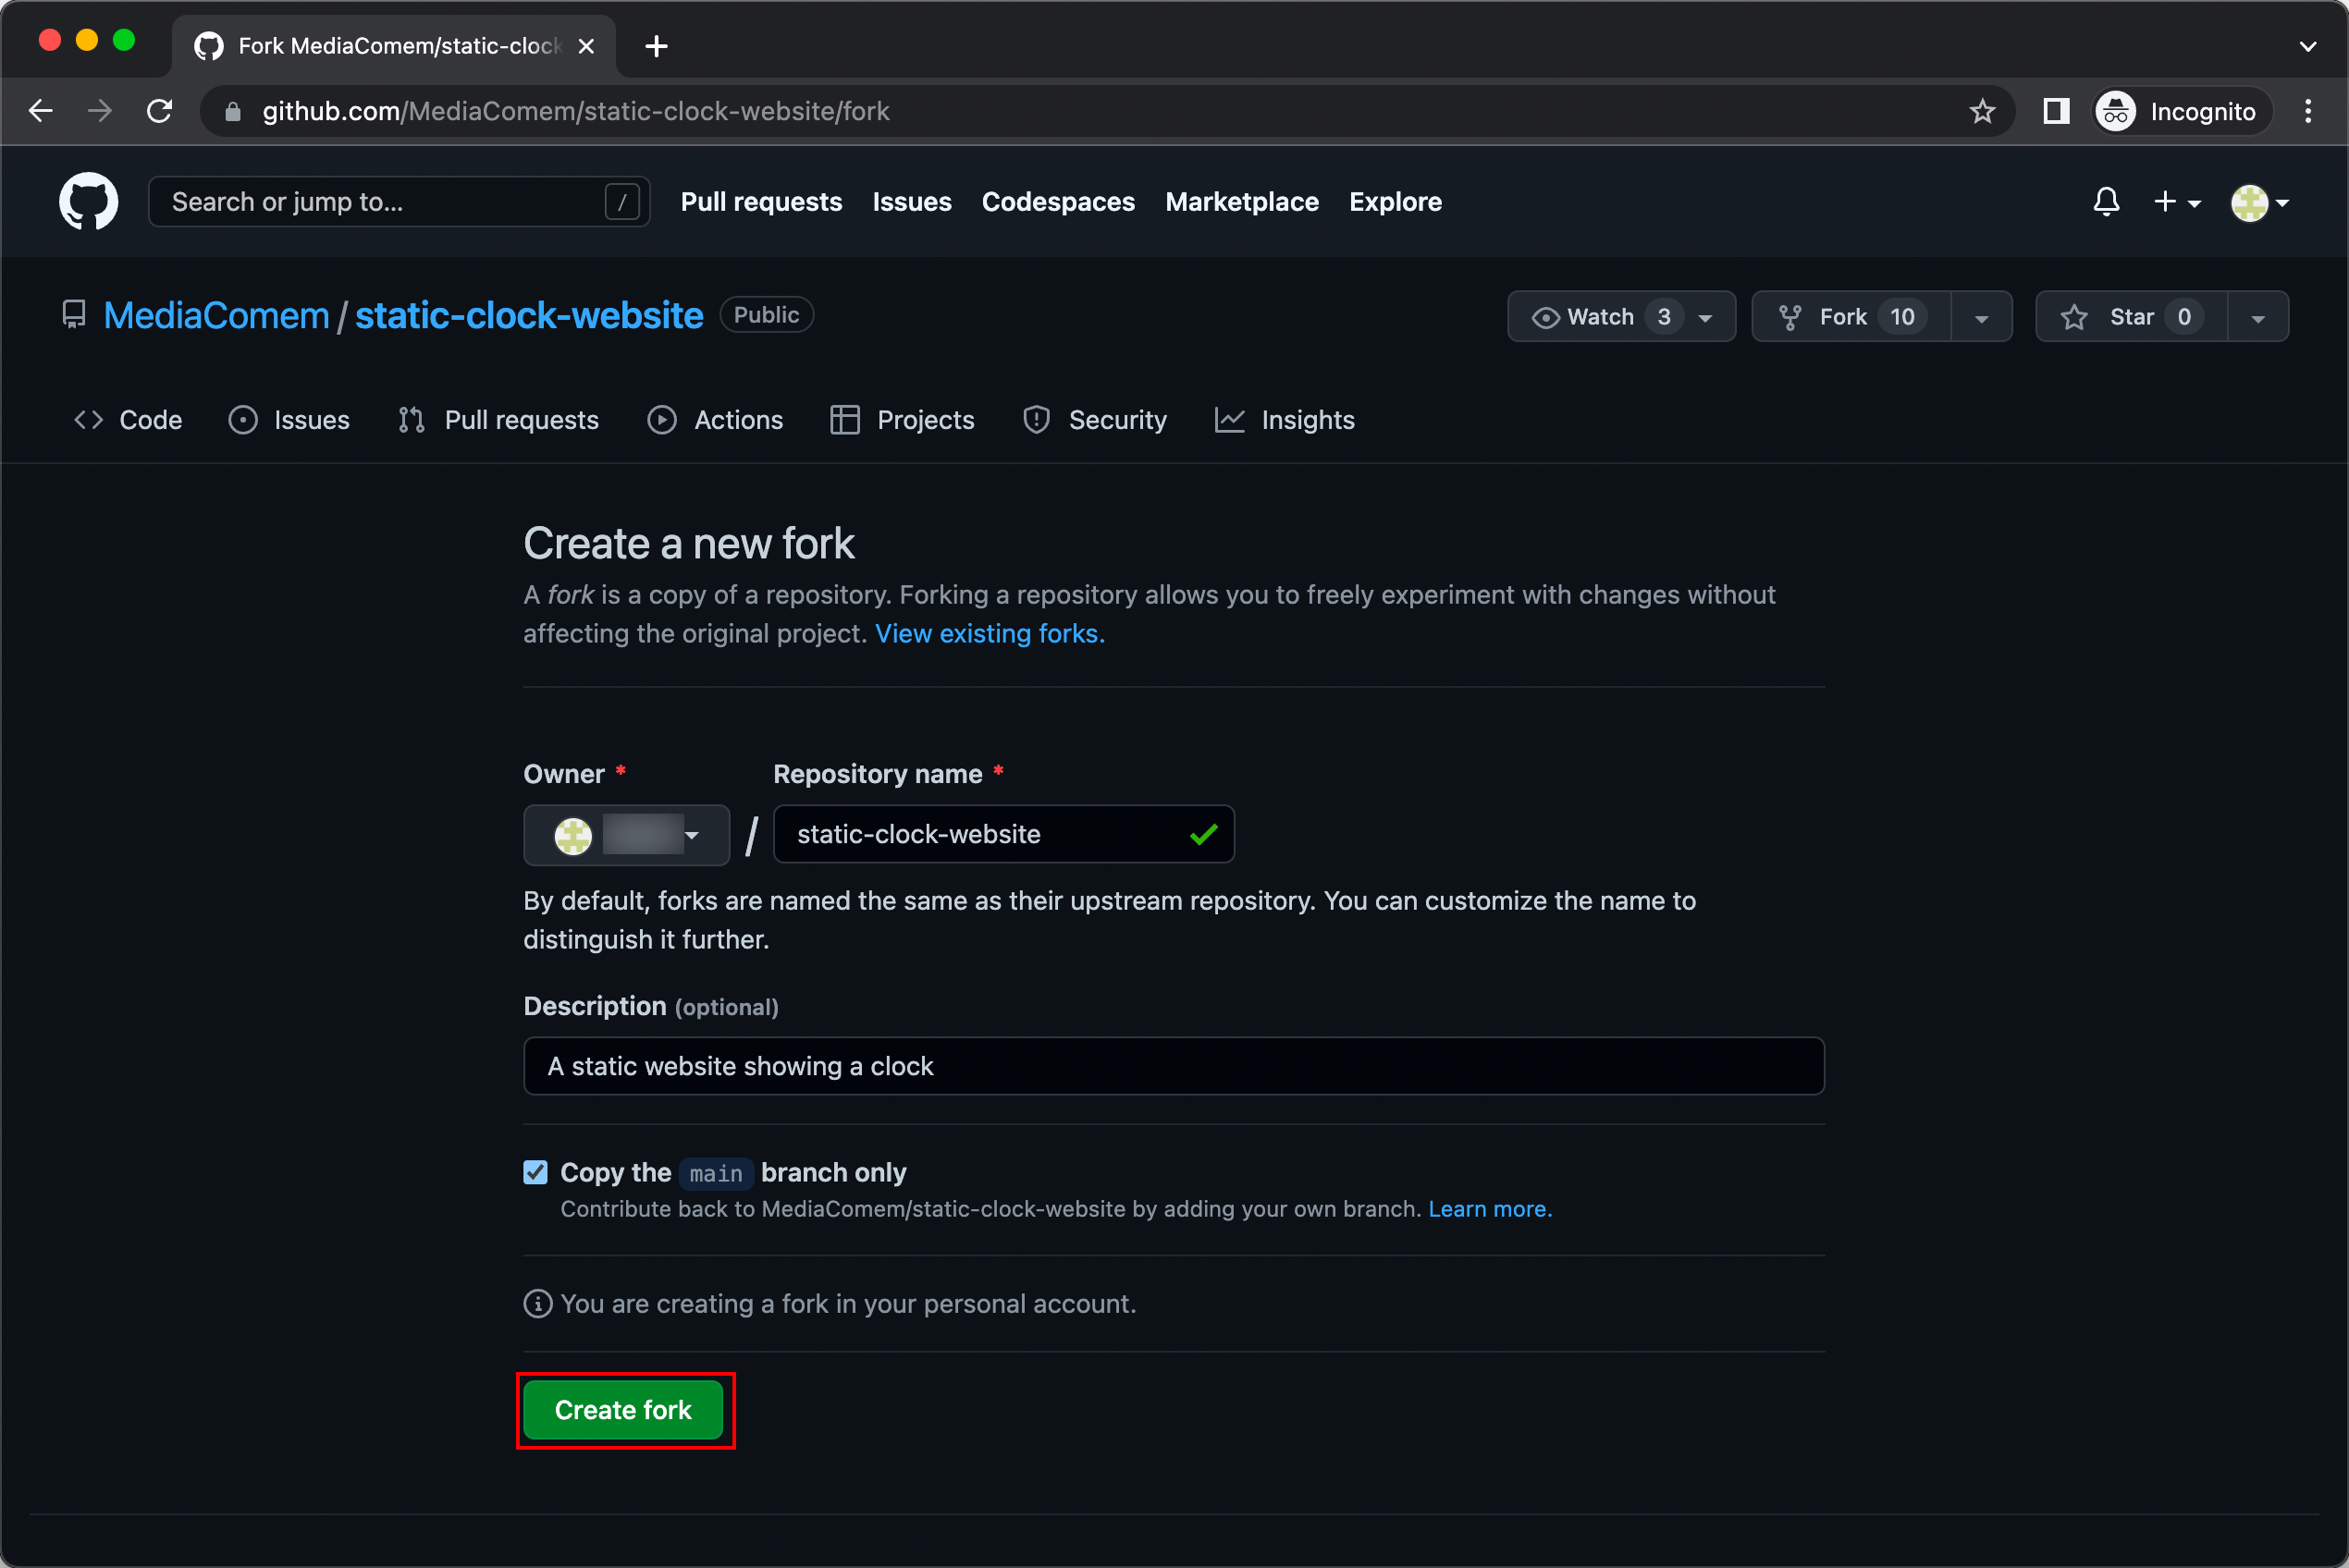 Fork MediaComem/static-clock
github.com/MediaComem/static-clock-website/fork
Incognito
Search or jump to... /
Pull requests Issues Codespaces Marketplace Explore
MediaComem / static-clock-website Public
Watch 3 Fork 10 Star 0
Code Issues Pull requests Actions Projects Security Insights
Create a new fork
A fork is a copy of a repository. Forking a repository allows you to freely experiment with changes without
affecting the original project. View existing forks.
Owner * Repository name *
/ static-clock-website
By default, forks are named the same as their upstream repository. You can customize the name to
distinguish it further.
Description (optional)
A static website showing a clock
Copy the main branch only
Contribute back to MediaComem/static-clock-website by adding your own branch. Learn more.
You are creating a fork in your personal account.
Create fork